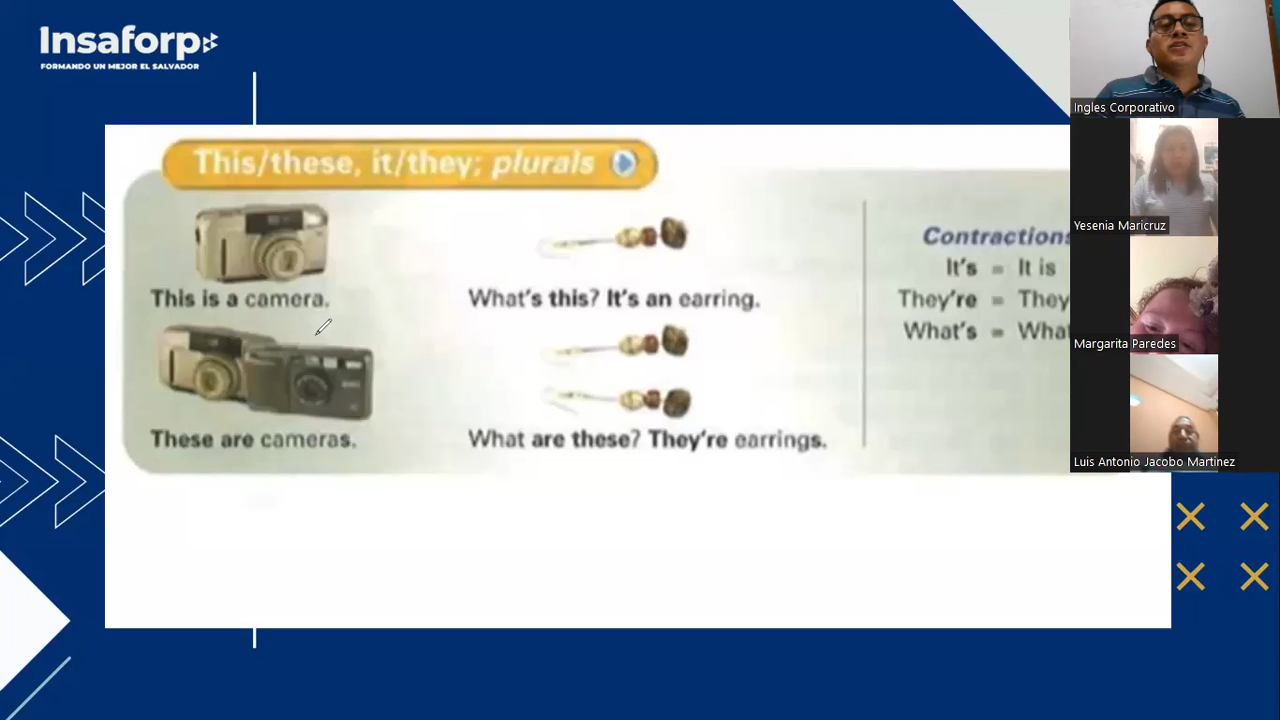 Insaforp
FORMANDO UN MEJOR EL SALVADOR
This/these, it/they; plurals
This is a camera.
What's this? It's an earring.
These are cameras.
What are these? They're earrings.
Contractions
It's = It is
They're = They
What's = What
Ingles Corporativo
Yesenia Maricruz
Margarita Paredes
Luis Antonio Jacobo Martinez